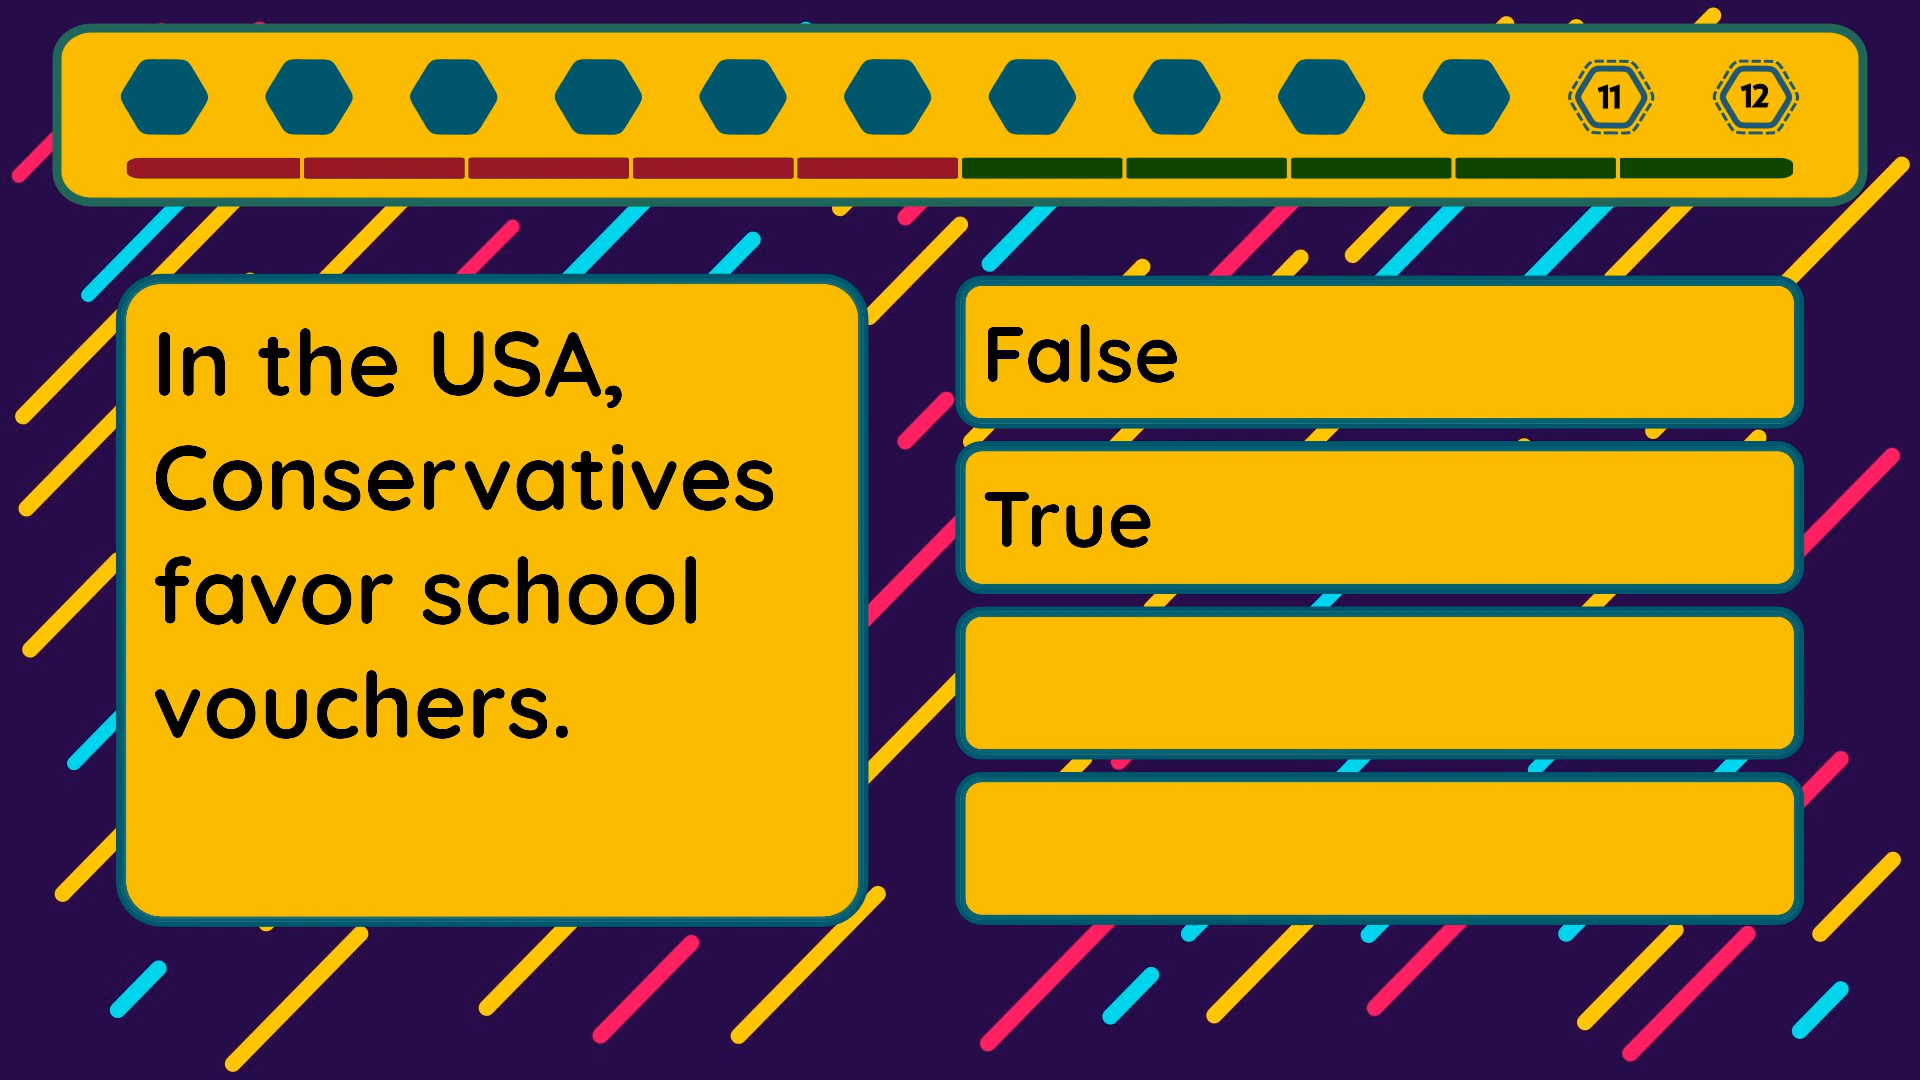 11
12
In the USA,
Conservatives
favor school
vouchers.
False
True